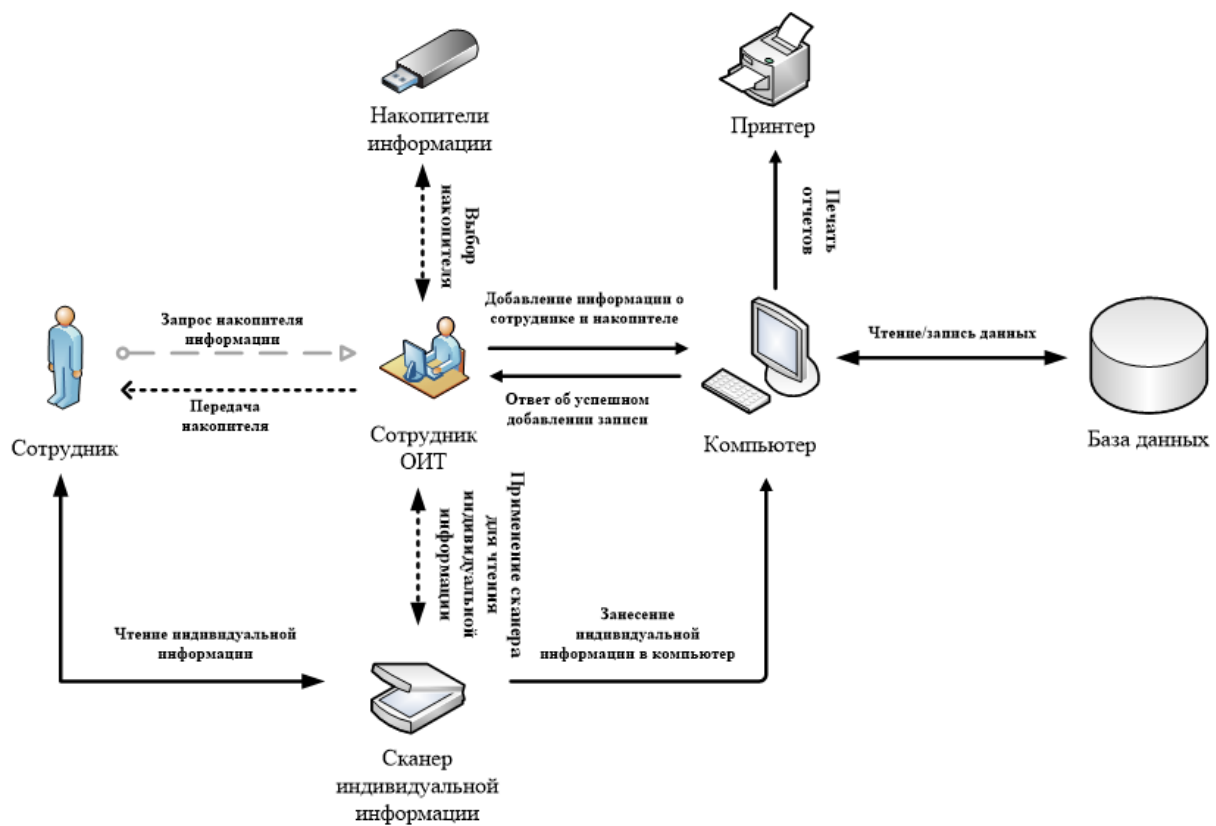 Накопители
информации
Принтер
Выбор
накопителя
Печать
отчетов
Запрос накопителя
информации
Добавление информации о
сотруднике и накопителе
Чтение/запись данных
Передача
накопителя
Ответ об успешном
добавлении записи
Сотрудник
Сотрудник
ОИТ
Компьютер
База данных
Применение сканера
для чтения
индивидуальной
информации
Чтение индивидуальной
информации
Занесение
индивидуальной
информации в компьютер
Сканер
индивидуальной
информации